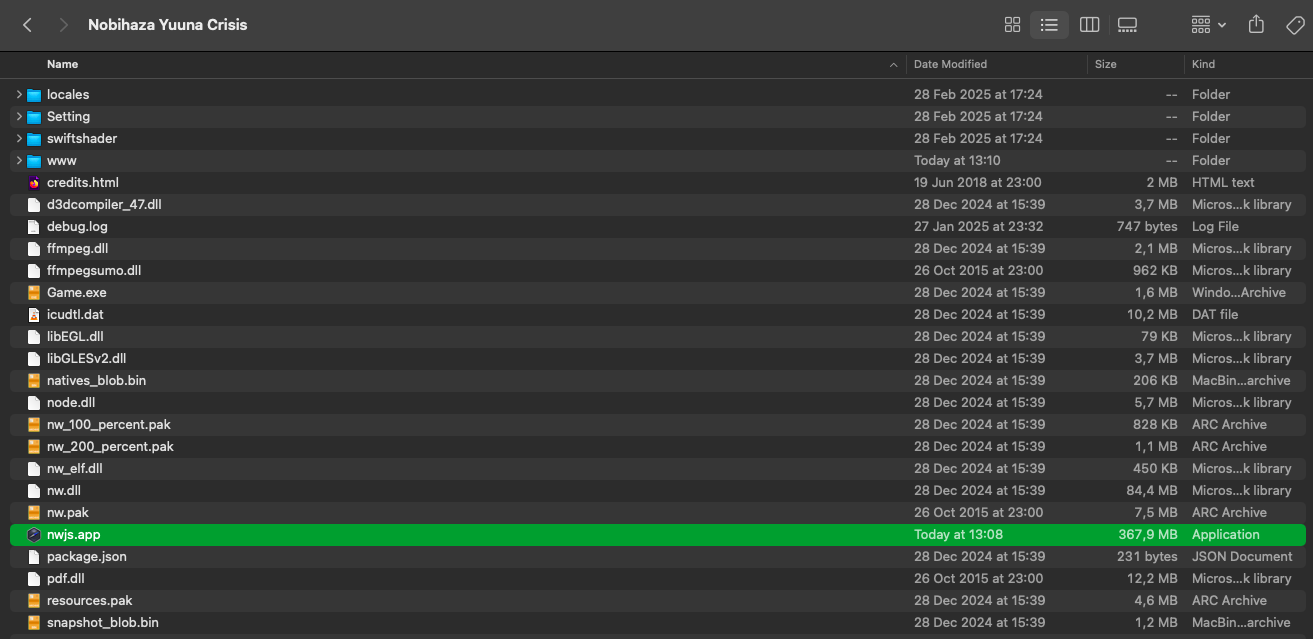 Nobihaza Yuuna Crisis
Name Date Modified Size Kind
locales 28 Feb 2025 at 17:24 -- Folder
Setting 28 Feb 2025 at 17:24 -- Folder
swiftshader 28 Feb 2025 at 17:24 -- Folder
www Today at 13:10 -- Folder
credits.html 19 Jun 2018 at 23:00 2 MB HTML text
d3dcompiler_47.dll 28 Dec 2024 at 15:39 3,7 MB Micros...k library
debug.log 27 Jan 2025 at 23:32 747 bytes Log File
ffmpeg.dll 28 Dec 2024 at 15:39 2,1 MB Micros...k library
ffmpegsumo.dll 26 Oct 2015 at 23:00 962 KB Micros...k library
Game.exe 28 Dec 2024 at 15:39 1,6 MB Windo...Archive
icudtl.dat 28 Dec 2024 at 15:39 10,2 MB DAT file
libEGL.dll 28 Dec 2024 at 15:39 79 KB Micros...k library
libGLESv2.dll 28 Dec 2024 at 15:39 3,7 MB Micros...k library
natives_blob.bin 28 Dec 2024 at 15:39 206 KB MacBin...archive
node.dll 28 Dec 2024 at 15:39 5,7 MB Micros...k library
nw_100_percent.pak 28 Dec 2024 at 15:39 828 KB ARC Archive
nw_200_percent.pak 28 Dec 2024 at 15:39 1,1 MB ARC Archive
nw_elf.dll 28 Dec 2024 at 15:39 450 KB Micros...k library
nw.dll 28 Dec 2024 at 15:39 84,4 MB Micros...k library
nw.pak 26 Oct 2015 at 23:00 7,5 MB ARC Archive
nwjs.app Today at 13:08 367,9 MB Application
package.json 28 Dec 2024 at 15:39 231 bytes JSON Document
pdf.dll 26 Oct 2015 at 23:00 12,2 MB Micros...k library
resources.pak 28 Dec 2024 at 15:39 4,6 MB ARC Archive
snapshot_blob.bin 28 Dec 2024 at 15:39 1,2 MB MacBin...archive